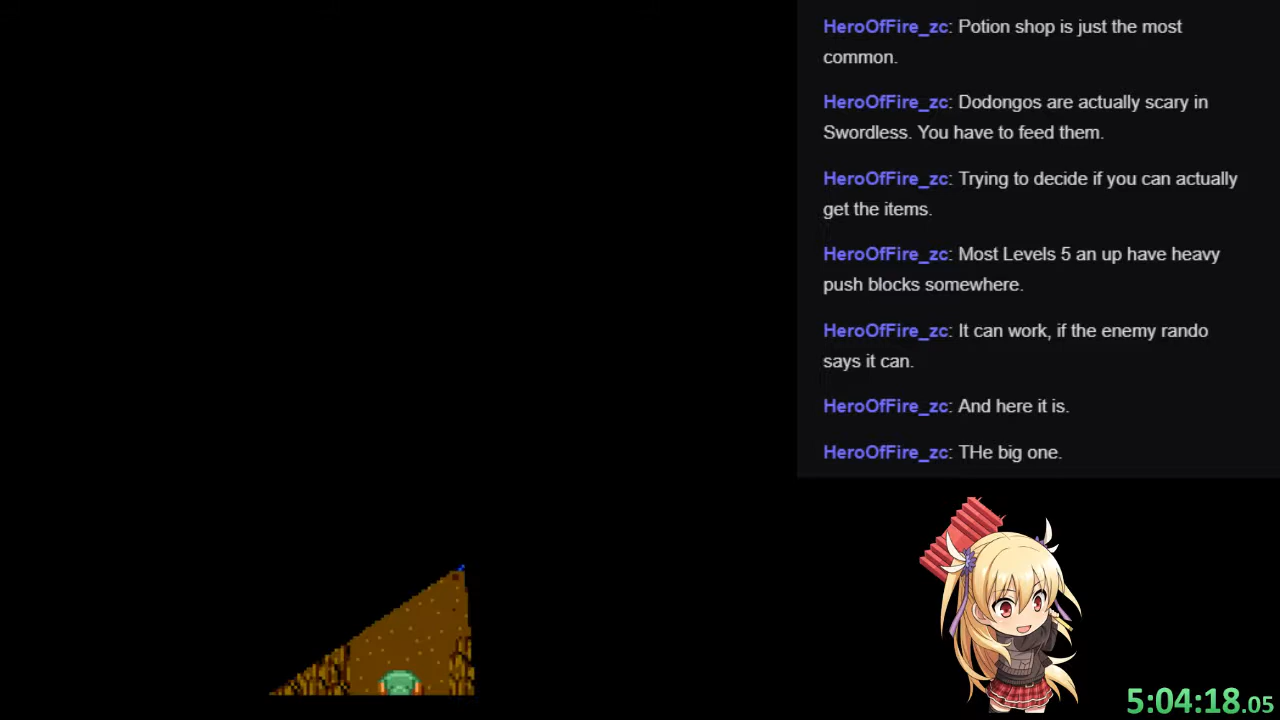 HeroOfFire_zc: Potion shop is just the most
common.
HeroOfFire_zc: Dodongos are actually scary in
Swordless. You have to feed them.
HeroOfFire_zc: Trying to decide if you can actually
get the items.
HeroOfFire_zc: Most Levels 5 an up have heavy
push blocks somewhere.
HeroOfFire_zc: It can work, if the enemy rando
says it can.
HeroOfFire_zc: And here it is.
HeroOfFire_zc: THe big one.
5:04:18.05